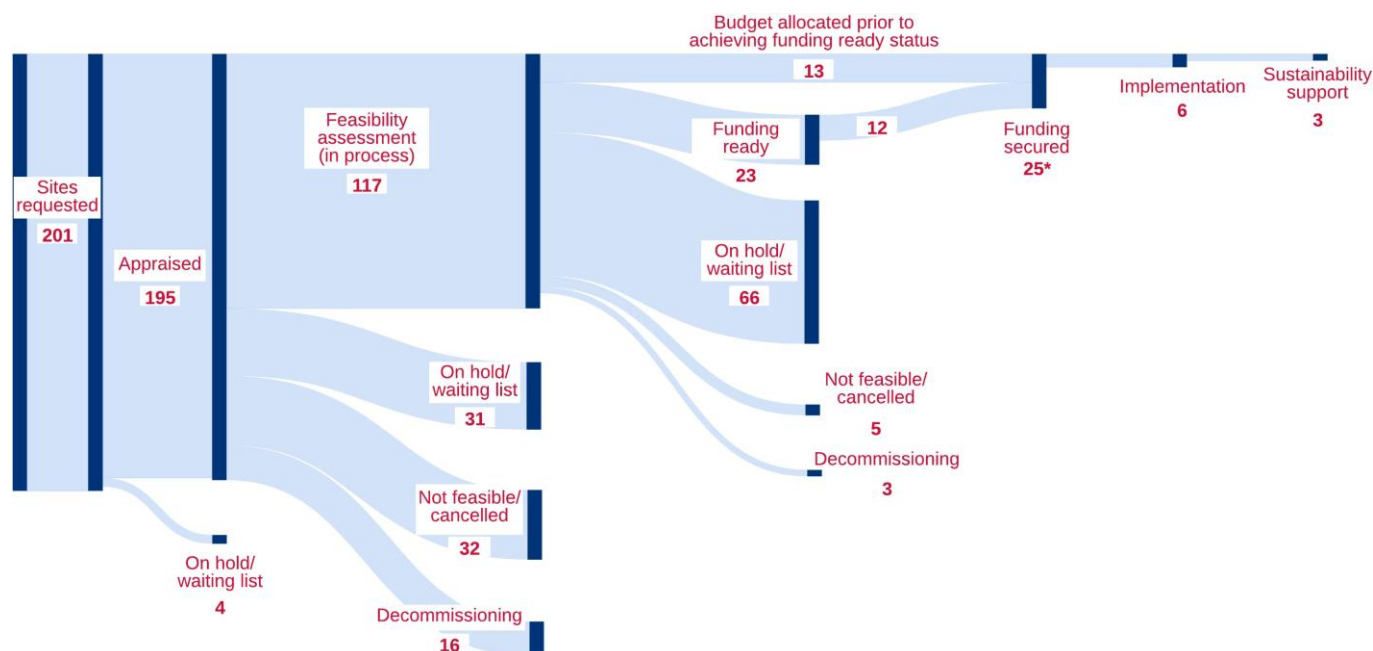 Budget allocated prior to
achieving funding ready status
13
Sites
requested
201
Appraised
195
Feasibility
assessment
(in process)
117
Funding
ready
23
12
Funding
secured
25*
Implementation
6
Sustainability
support
3
On hold/
waiting list
66
On hold/
waiting list
31
Not feasible/
cancelled
5
Decommissioning
3
Not feasible/
cancelled
32
On hold/
waiting list
4
Decommissioning
16